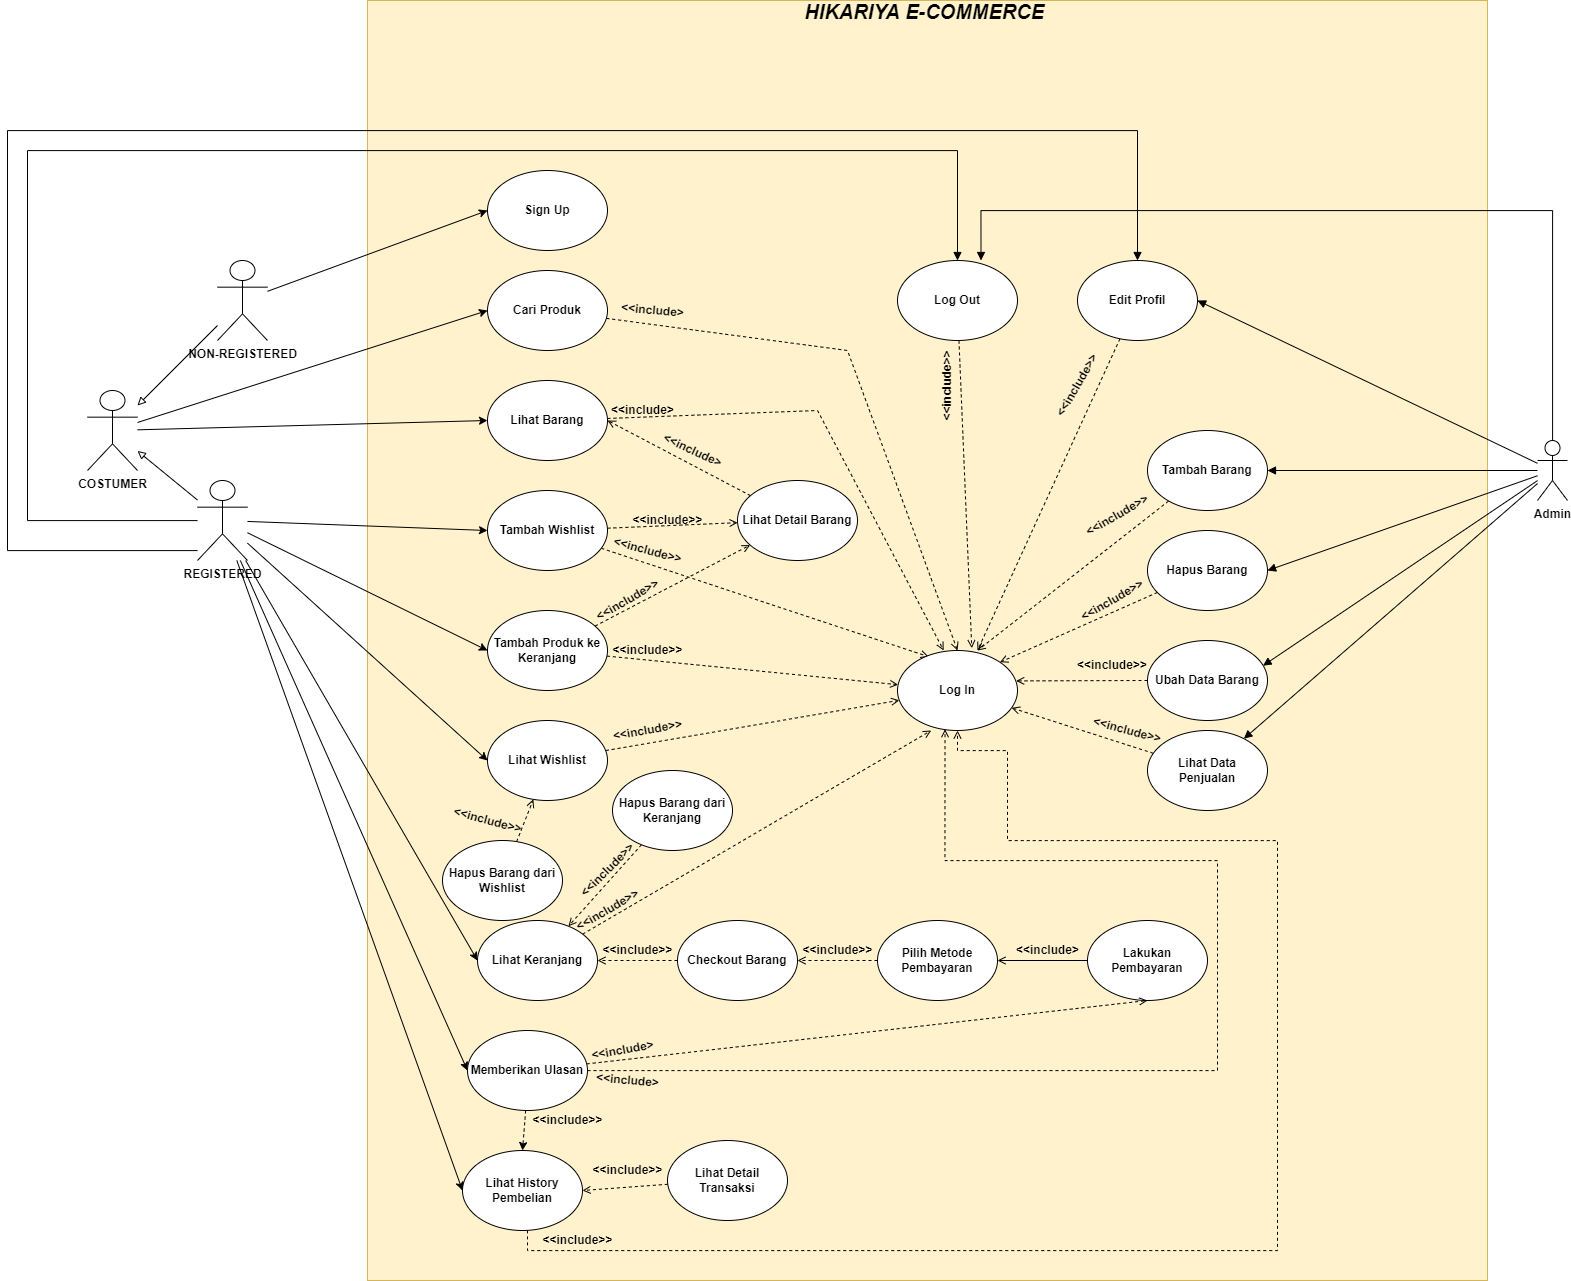 HIKARIYA E-COMMERCE
Sign Up
NON-REGISTERED
Cari Produk
<<include>
Log Out
Edit Profil
<<include>>
<<include>>
COSTUMER
Lihat Barang
<<include>
<<include>
Tambah Barang
<<include>>
Admin
REGISTERED
Tambah Wishlist
<<include>>
<<include>>
Lihat Detail Barang
Hapus Barang
<<include>>
<<include>>
Tambah Produk ke
Keranjang
<<include>>
Log In
<<include>>
Ubah Data Barang
<<include>>
Lihat Data
Penjualan
Lihat Wishlist
<<include>>
<<include>>
Hapus Barang dari
Keranjang
Hapus Barang dari
Wishlist
<<include>>
<<include>>
Lihat Keranjang
<<include>>
Checkout Barang
<<include>>
Pilih Metode
Pembayaran
<<include>
Lakukan
Pembayaran
Memberikan Ulasan
<<include>
<<include>
<<include>>
Lihat History
Pembelian
<<include>>
Lihat Detail
Transaksi
<<include>>